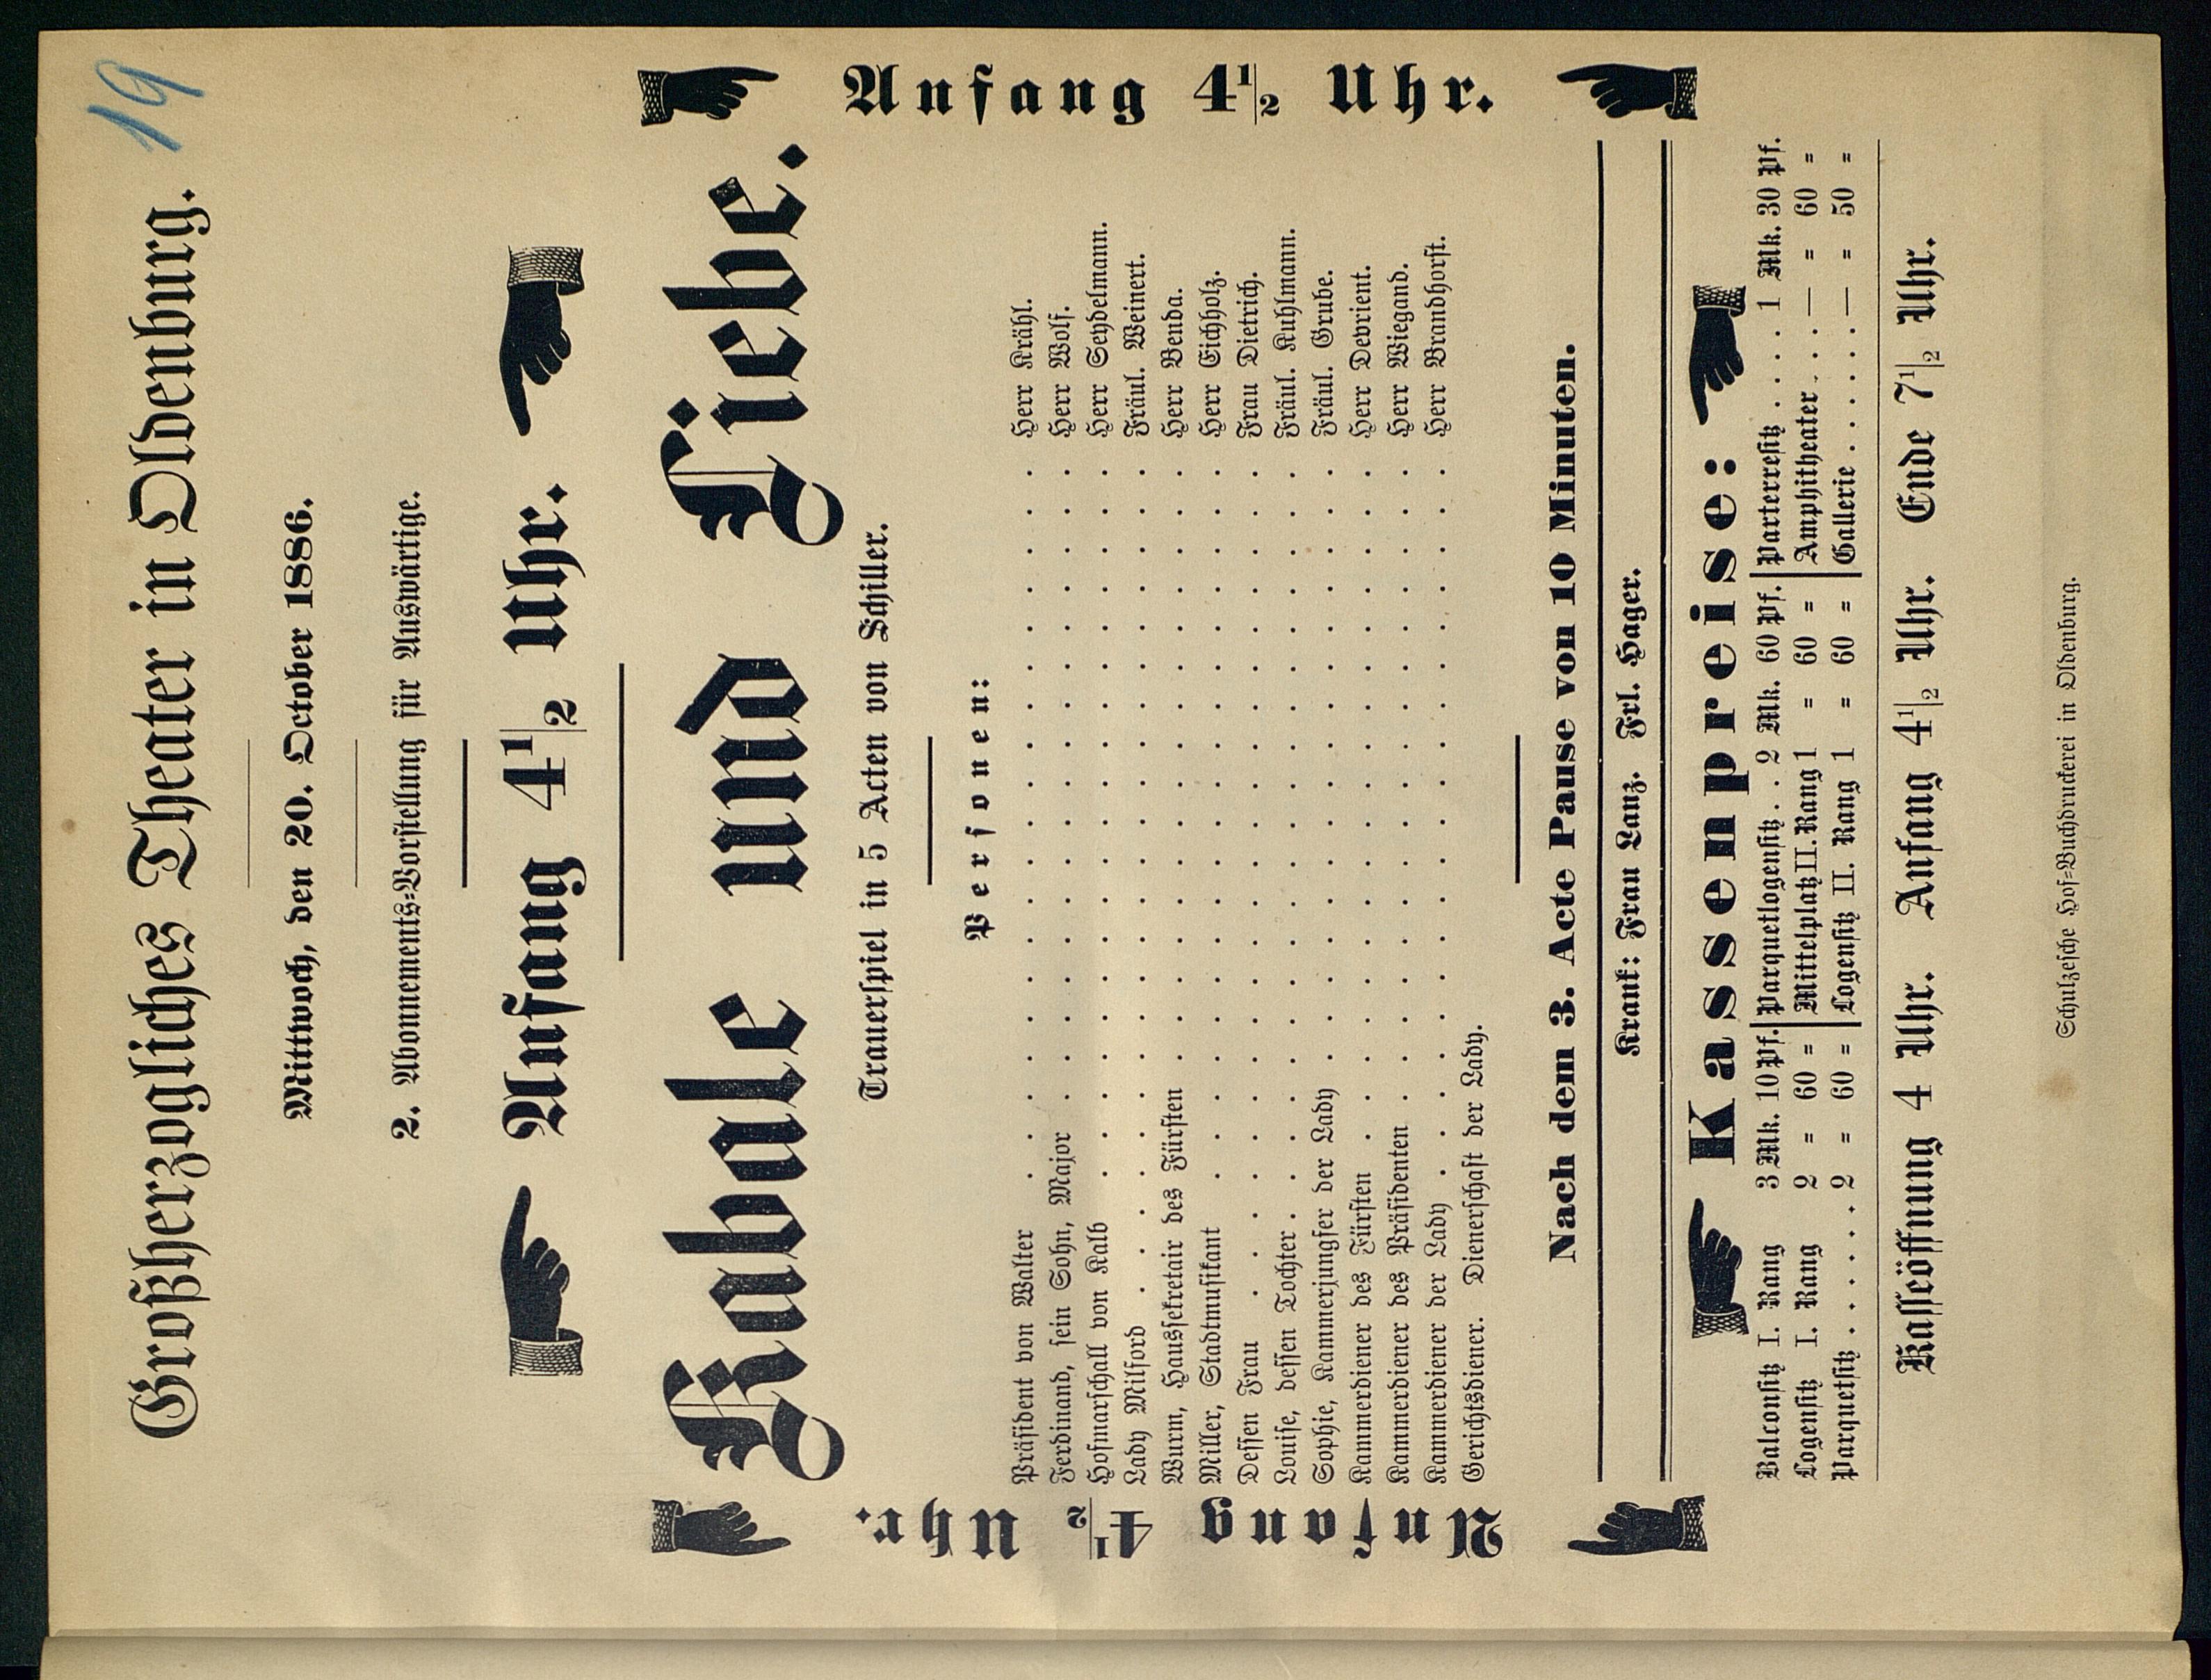 19
Großherzogliches Theater in Oldenburg.
Mittwoch, den 20. October 1886.
2. Abonnements=Vorstellung für Auswärtige.
Anfang 4½ Uhr.
Kabale und Liebe.
Trauerspiel in 5 Acten von Schiller.
Personen:
Präsident von Walter . . . . . . . . . . Herr Krähl.
Ferdinand, sein Sohn, Major . . . . . . . . . . Herr Wolf.
Hofmarschall von Kalb . . . . . . . . . . Herr Seydelmann.
Lady Milford . . . . . . . . . . Fräul. Weinert.
Wurm, Haussekretair des Fürsten . . . . . . . . . . Herr Benda.
Miller, Stadtmusikant . . . . . . . . . . Herr Eichholz.
Dessen Frau . . . . . . . . . . Frau Dietrich.
Louise, dessen Tochter . . . . . . . . . . Fräul. Kuhlmann.
Sophie, Kammerjungfer der Lady . . . . . . . . . . Fräul. Grube.
Kammerdiener des Fürsten . . . . . . . . . . Herr Devrient.
Kammerdiener des Präsidenten . . . . . . . . . . Herr Wiegand.
Kammerdiener der Lady . . . . . . . . . . Herr Brandhorst.
Gerichtsdiener. Dienerschaft der Lady.
Anfang 4½ Uhr.
Anfang 4½ Uhr.
Nach dem 3. Acte Pause von 10 Minuten.
Krank: Frau Lanz. Frl. Hager.
Kassenpreise:
Balconsitz I. Rang 3 Mk. 10 Pf. Parquetlogensitz . . 2 Mk. 60 Pf. Parterresitz . . . . 1 Mk. 30 Pf.
Logensitz I. Rang 2 = 60 = Mittelplatz II. Rang 1 = 60 = Amphitheater . . . — = 60 =
Parquetsitz . . . . . 2 = 60 = Logensitz II. Rang 1 = 60 = Gallerie . . . . . . — = 50 =
Kasseöffnung 4 Uhr. Anfang 4½ Uhr. Ende 7½ Uhr.
Schulzesche Hof=Buchdruckerei in Oldenburg.